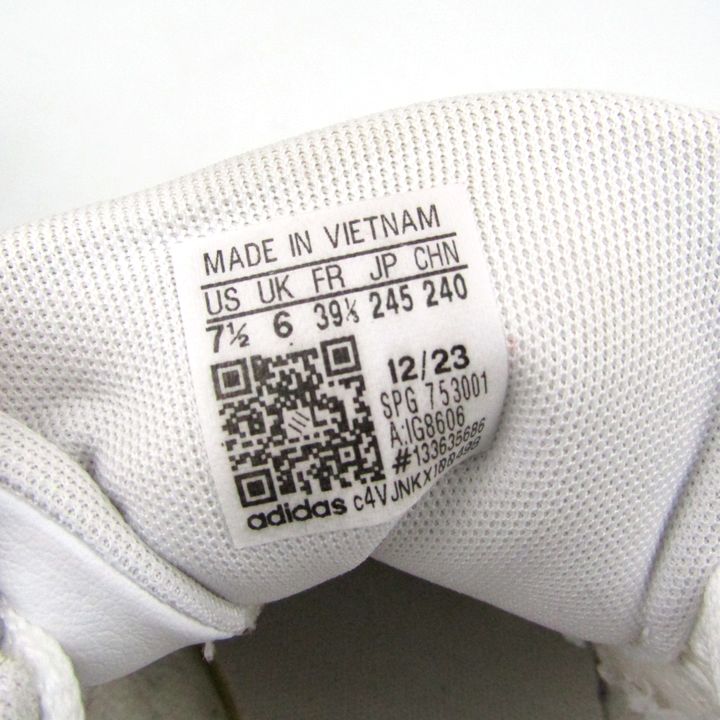 MADE IN VIETNAM
US UK FR JP CHN
7½ 6 39⅓ 245 240
12/23
SPG 753001
A:IG8606
#133635686
adidas